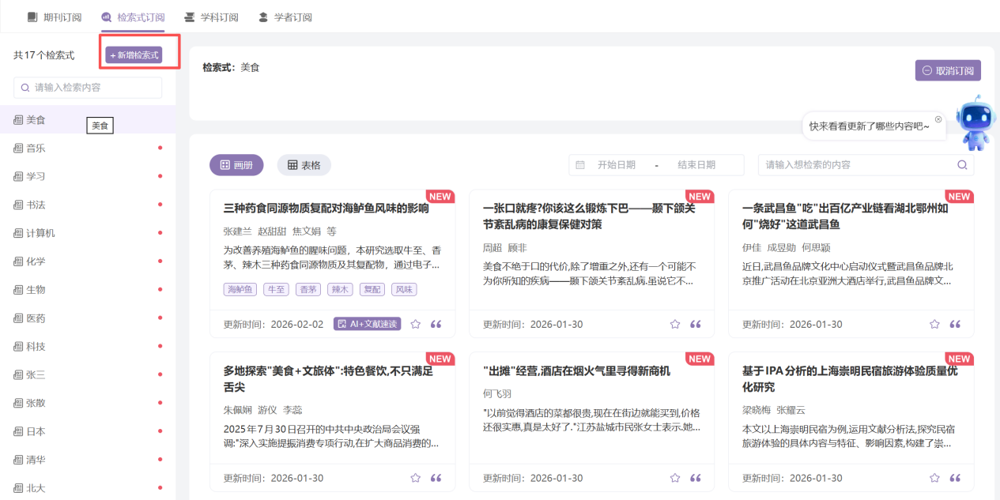 期刊订阅 检索式订阅 学科订阅 学者订阅
共17个检索式
+新增检索式
请输入检索内容
美食
美食
音乐
学习
书法
计算机
化学
生物
医药
科技
张三
张散
日本
清华
北大
检索式：美食
取消订阅
快来看看更新了哪些内容吧~
画册 表格
开始日期 - 结束日期
请输入想检索的内容
NEW
三种药食同源物质复配对海鲈鱼风味的影响
张建兰 赵甜甜 焦文娟 等
为改善养殖海鲈鱼的腥味问题，本研究选取牛至、香
茅、辣木三种药食同源物质及其复配物，通过电子...
海鲈鱼 牛至 香茅 辣木 复配 风味
更新时间：2026-02-02 AI+文献速读
NEW
一张口就疼?你该这么锻炼下巴——颞下颌关
节紊乱病的康复保健对策
周超 顾非
美食不绝于口的代价,除了增重之外,还有一个可能不
为你所知的疾病——颞下颌关节紊乱病.虽说它不...
更新时间：2026-01-30
NEW
一条武昌鱼"吃"出百亿产业链看湖北鄂州如
何"烧好"这道武昌鱼
伊佳 成昱勋 何思颖
近日,武昌鱼品牌文化中心启动仪式暨武昌鱼品牌北
京推广活动在北京亚洲大酒店举行,武昌鱼品牌文...
更新时间：2026-01-30
NEW
多地探索"美食+文旅体":特色餐饮,不只满足
舌尖
朱佩娴 游仪 李蕊
2025年7月30日召开的中共中央政治局会议强
调:"深入实施提振消费专项行动,在扩大商品消费的...
更新时间：2026-01-30
NEW
"出摊"经营,酒店在烟火气里寻得新商机
何飞羽
"以前觉得酒店的菜都很贵,现在在街边就能买到,价格
还很实惠,真是太好了."江苏盐城市民张女士表示.她...
更新时间：2026-01-30
NEW
基于IPA分析的上海崇明民宿旅游体验质量优
化研究
梁晓梅 张耀云
本文以上海崇明民宿为例,运用文献分析法,探究民宿
旅游体验的具体内容与特征、影响因素,构建了崇...
更新时间：2026-01-30